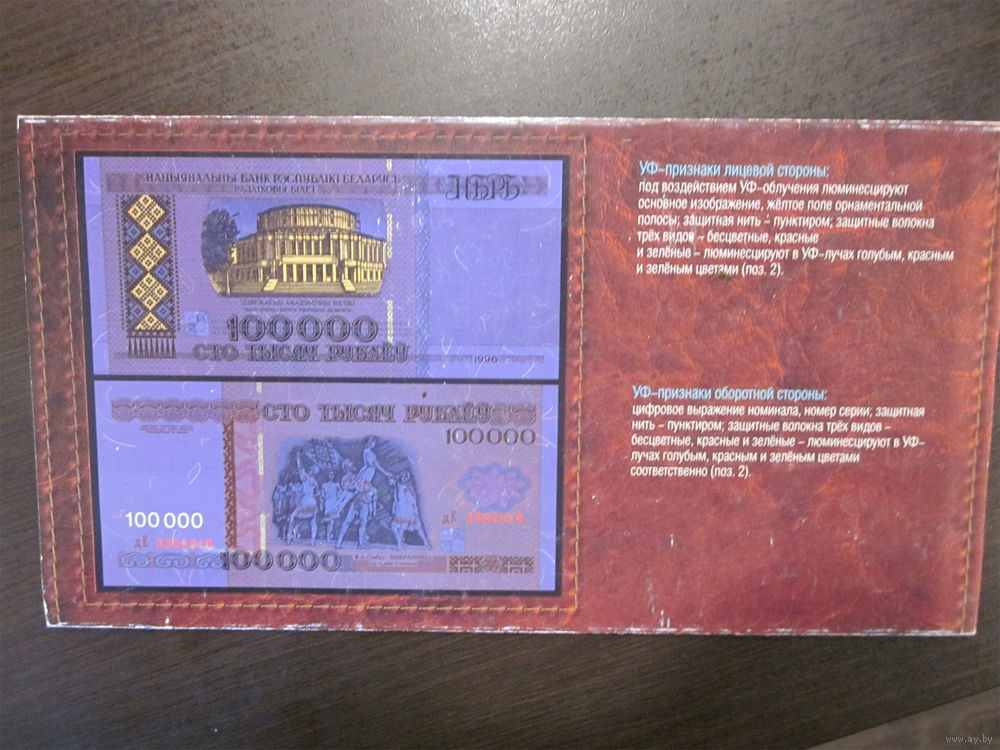 НАЦЫЯНАЛЬНЫ БАНК РЭСПУБЛІКІ БЕЛАРУСЬ
РАЗЛІКОВЫ БІЛЕТ
НБРБ
100000
СТО ТЫСЯЧ РУБЛЁЎ
1996
СТО ТЫСЯЧ РУБЛЁЎ
100000
100 000
дЕ
дЕ
100000
УФ-признаки лицевой стороны:
под воздействием УФ-облучения люминесцируют
основное изображение, жёлтое поле орнаментальной
полосы; защитная нить - пунктиром; защитные волокна
трёх видов - бесцветные, красные
и зелёные - люминесцируют в УФ-лучах голубым, красным
и зелёным цветами (поз. 2).
УФ-признаки оборотной стороны:
цифровое выражение номинала, номер серии; защитная
нить - пунктиром; защитные волокна трёх видов -
бесцветные, красные и зелёные - люминесцируют в УФ-
лучах голубым, красным и зелёным цветами
соответственно (поз. 2).
www.ay.by